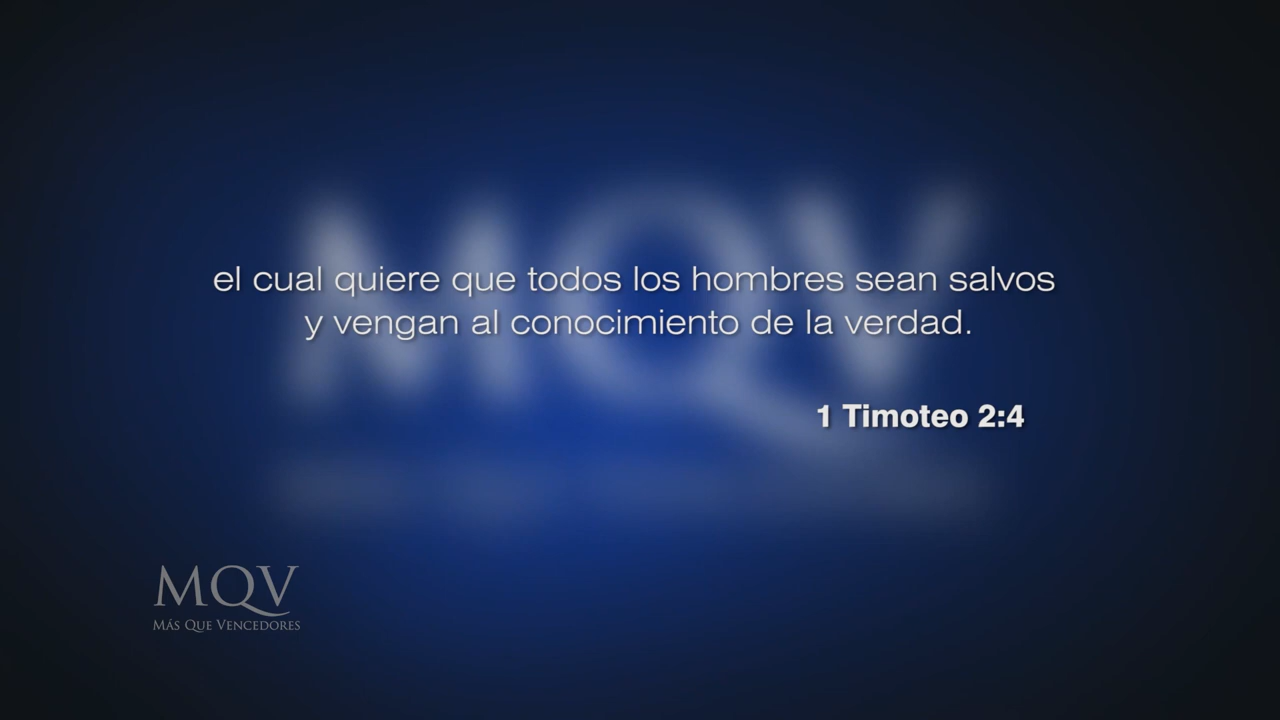 el cual quiere que todos los hombres sean salvos
y vengan al conocimiento de la verdad.
1 Timoteo 2:4
MQV
MÁS QUE VENCEDORES